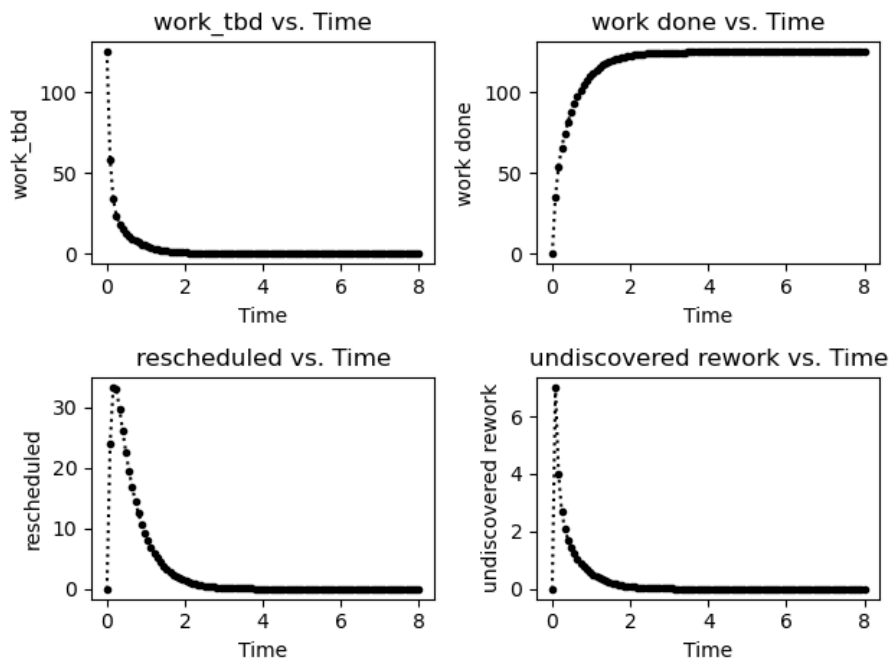 work_tbd vs. Time
work_tbd
100
50
0
0 2 4 6 8
Time
work done vs. Time
work done
100
50
0
0 2 4 6 8
Time
rescheduled vs. Time
rescheduled
30
20
10
0
0 2 4 6 8
Time
undiscovered rework vs. Time
undiscovered rework
6
4
2
0
0 2 4 6 8
Time